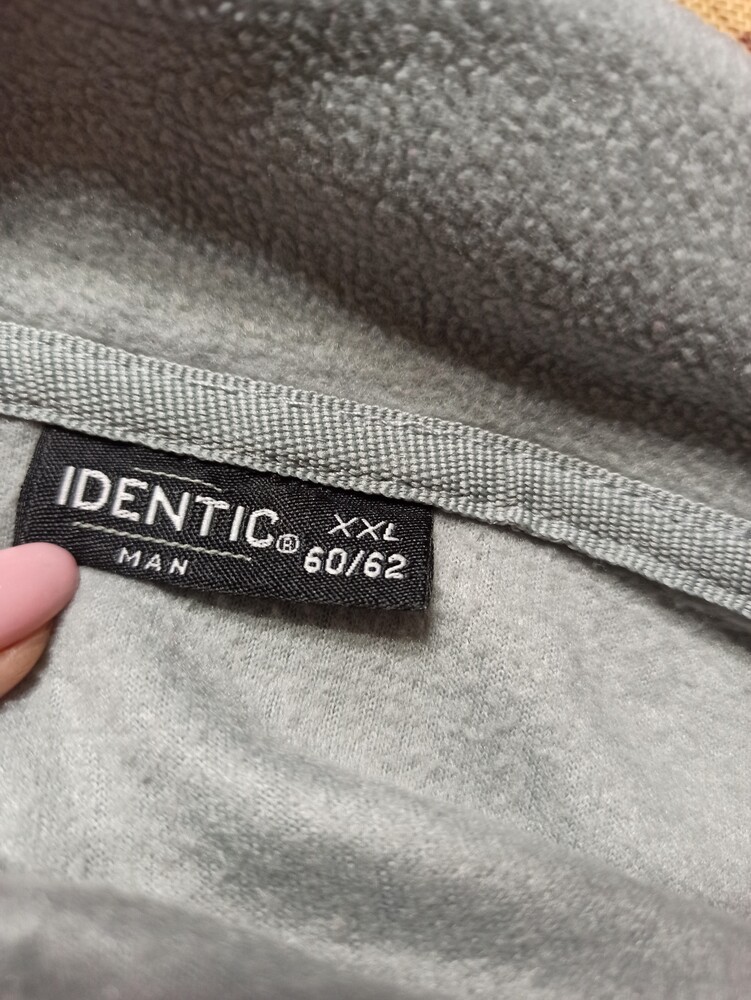 IDENTIC®
MAN
XXL
60/62